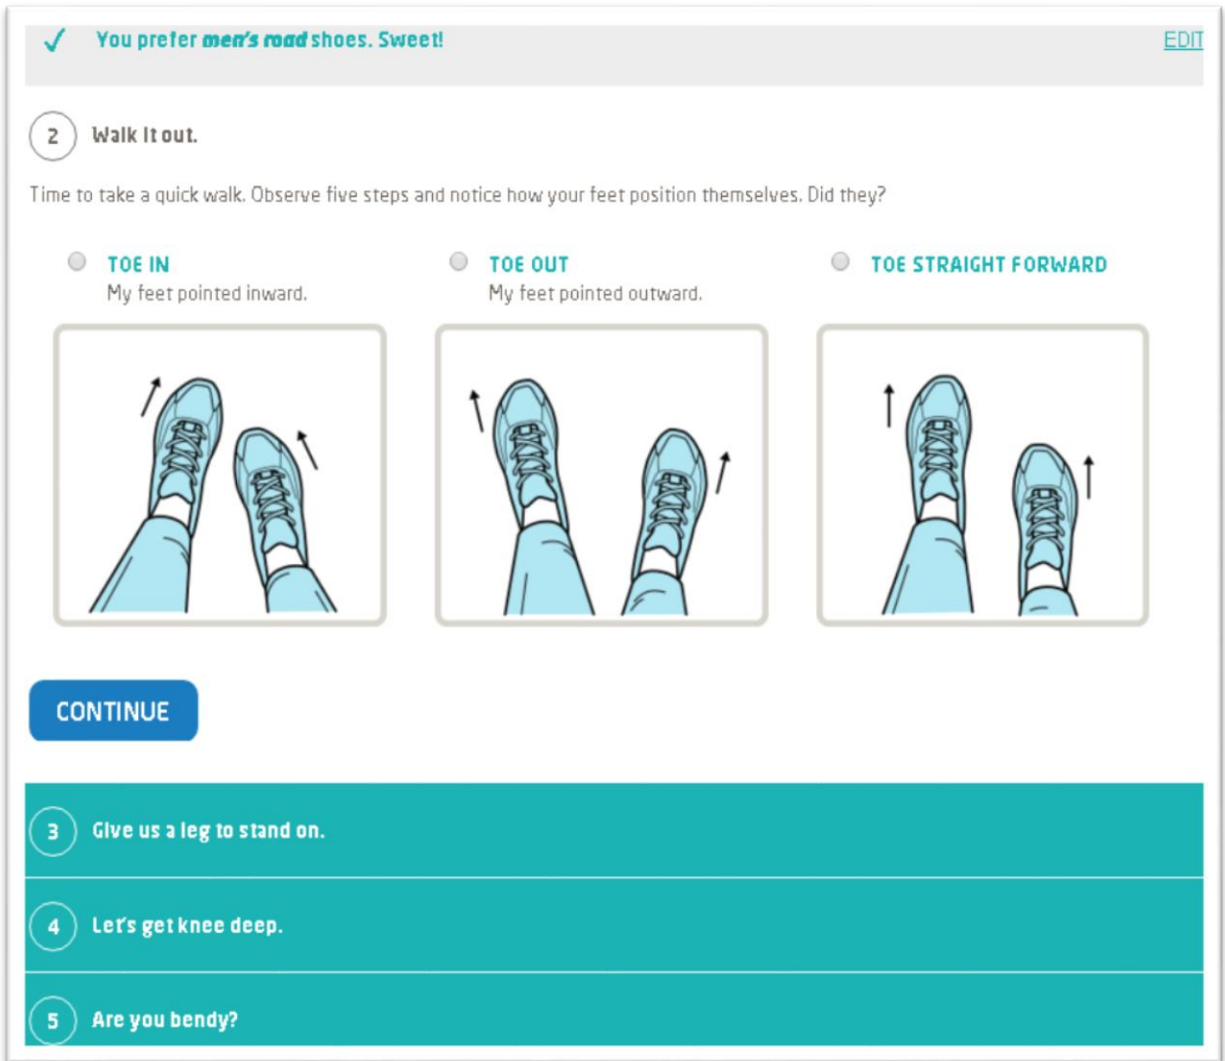 ✓ You prefer men's road shoes. Sweet! EDIT
2 Walk it out.
Time to take a quick walk. Observe five steps and notice how your feet position themselves. Did they?
TOE IN TOE OUT TOE STRAIGHT FORWARD
My feet pointed inward. My feet pointed outward.
CONTINUE
3 Give us a leg to stand on.
4 Let's get knee deep.
5 Are you bendy?